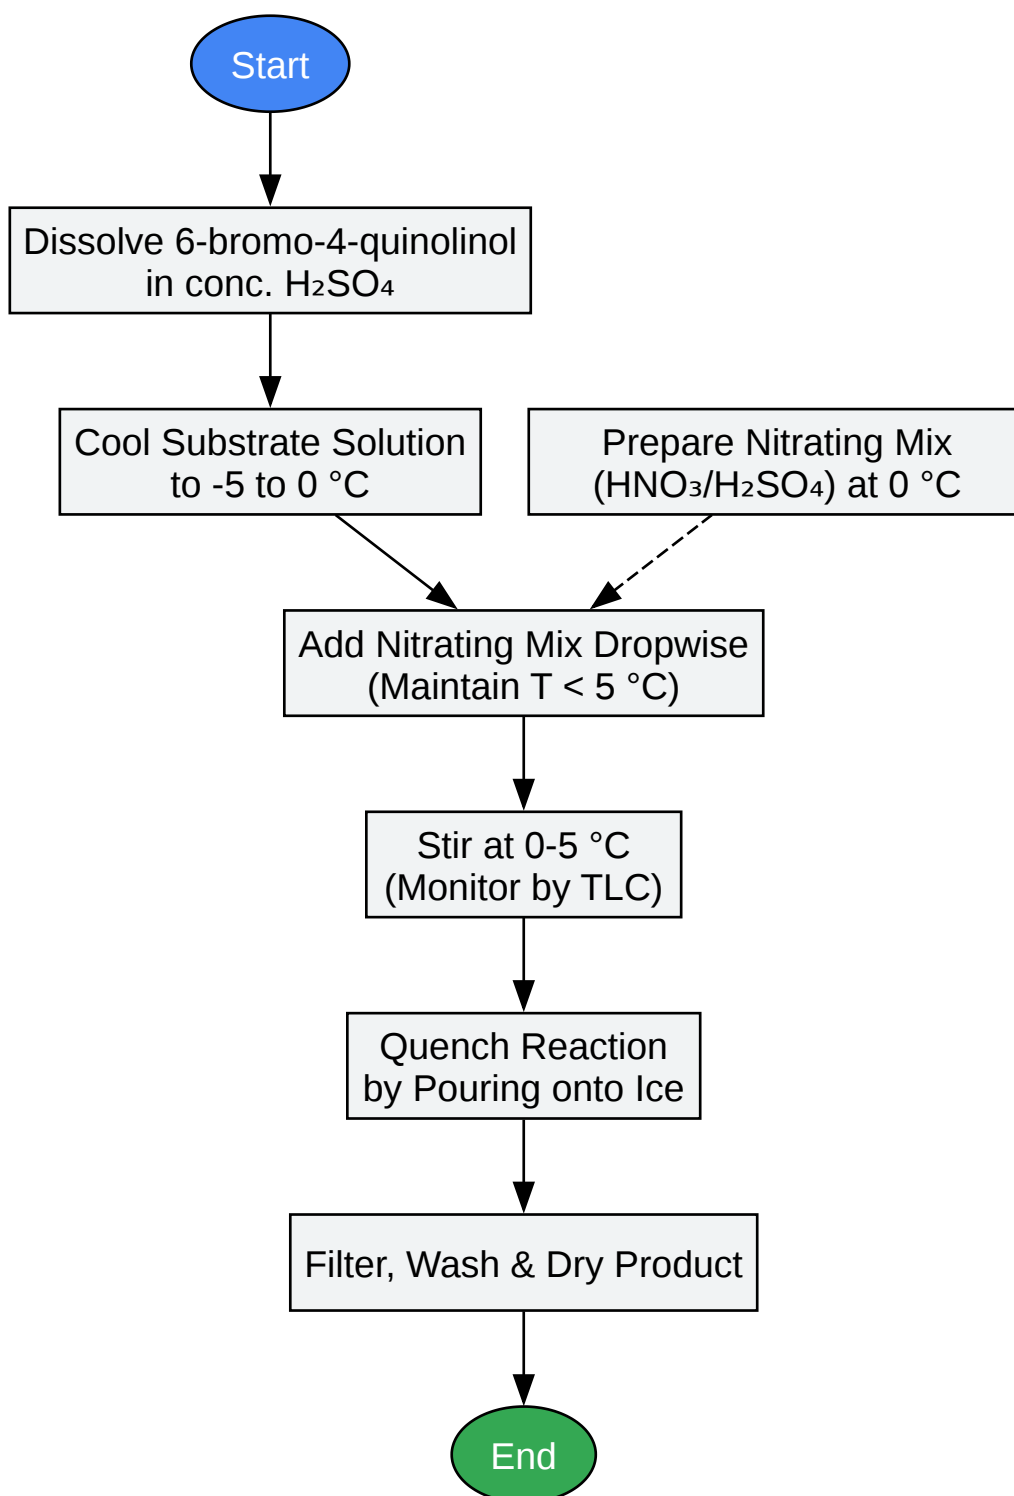 Start
Dissolve 6-bromo-4-quinolinol
in conc. H₂SO₄
Cool Substrate Solution
to -5 to 0 °C
Prepare Nitrating Mix
(HNO₃/H₂SO₄) at 0 °C
Add Nitrating Mix Dropwise
(Maintain T < 5 °C)
Stir at 0-5 °C
(Monitor by TLC)
Quench Reaction
by Pouring onto Ice
Filter, Wash & Dry Product
End